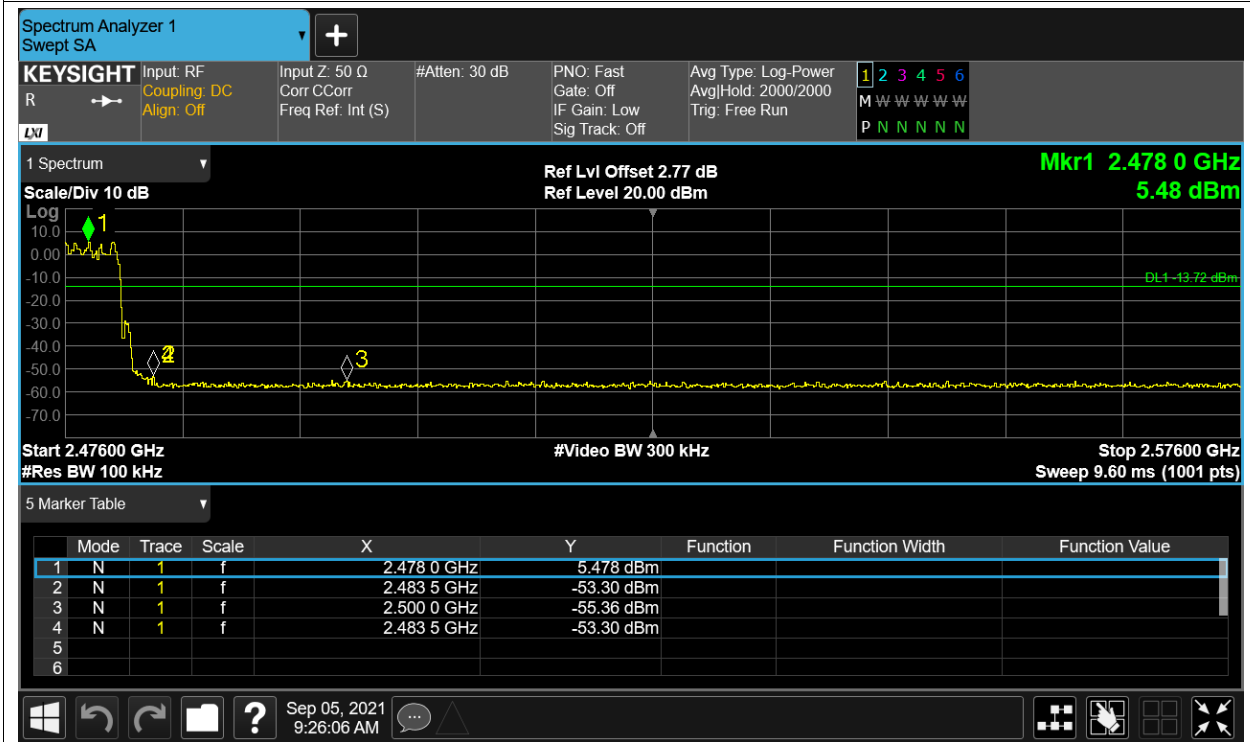 Spectrum Analyzer 1
Swept SA
KEYSIGHT Input: RF Input Z: 50 Ω #Atten: 30 dB PNO: Fast Avg Type: Log-Power 1 2 3 4 5 6
R Coupling: DC Corr CCorr Gate: Off Avg|Hold: 2000/2000 M W W W W W
Align: Off Freq Ref: Int (S) IF Gain: Low Trig: Free Run
LXI Sig Track: Off P N N N N N
1 Spectrum Ref Lvl Offset 2.77 dB Mkr1 2.478 0 GHz
Scale/Div 10 dB Ref Level 20.00 dBm 5.48 dBm
Log
1
10.0
0.00
-10.0
DL1 -13.72 dBm
-20.0
-30.0
-40.0
2 3
-50.0
-60.0
-70.0
Start 2.47600 GHz #Video BW 300 kHz Stop 2.57600 GHz
#Res BW 100 kHz Sweep 9.60 ms (1001 pts)
5 Marker Table
Mode Trace Scale X Y Function Function Width Function Value
1 N 1 f 2.478 0 GHz 5.478 dBm
2 N 1 f 2.483 5 GHz -53.30 dBm
3 N 1 f 2.500 0 GHz -55.36 dBm
4 N 1 f 2.483 5 GHz -53.30 dBm
5
6
? Sep 05, 2021
9:26:06 AM